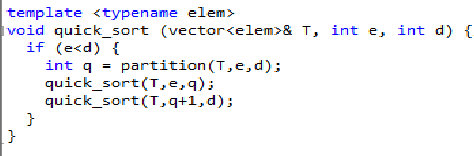 template <typename elem>
void quick_sort (vector<elem>& T, int e, int d) {
if (e<d) {
int q = partition(T,e,d);
quick_sort(T,e,q);
quick_sort(T,q+1,d);
}
}